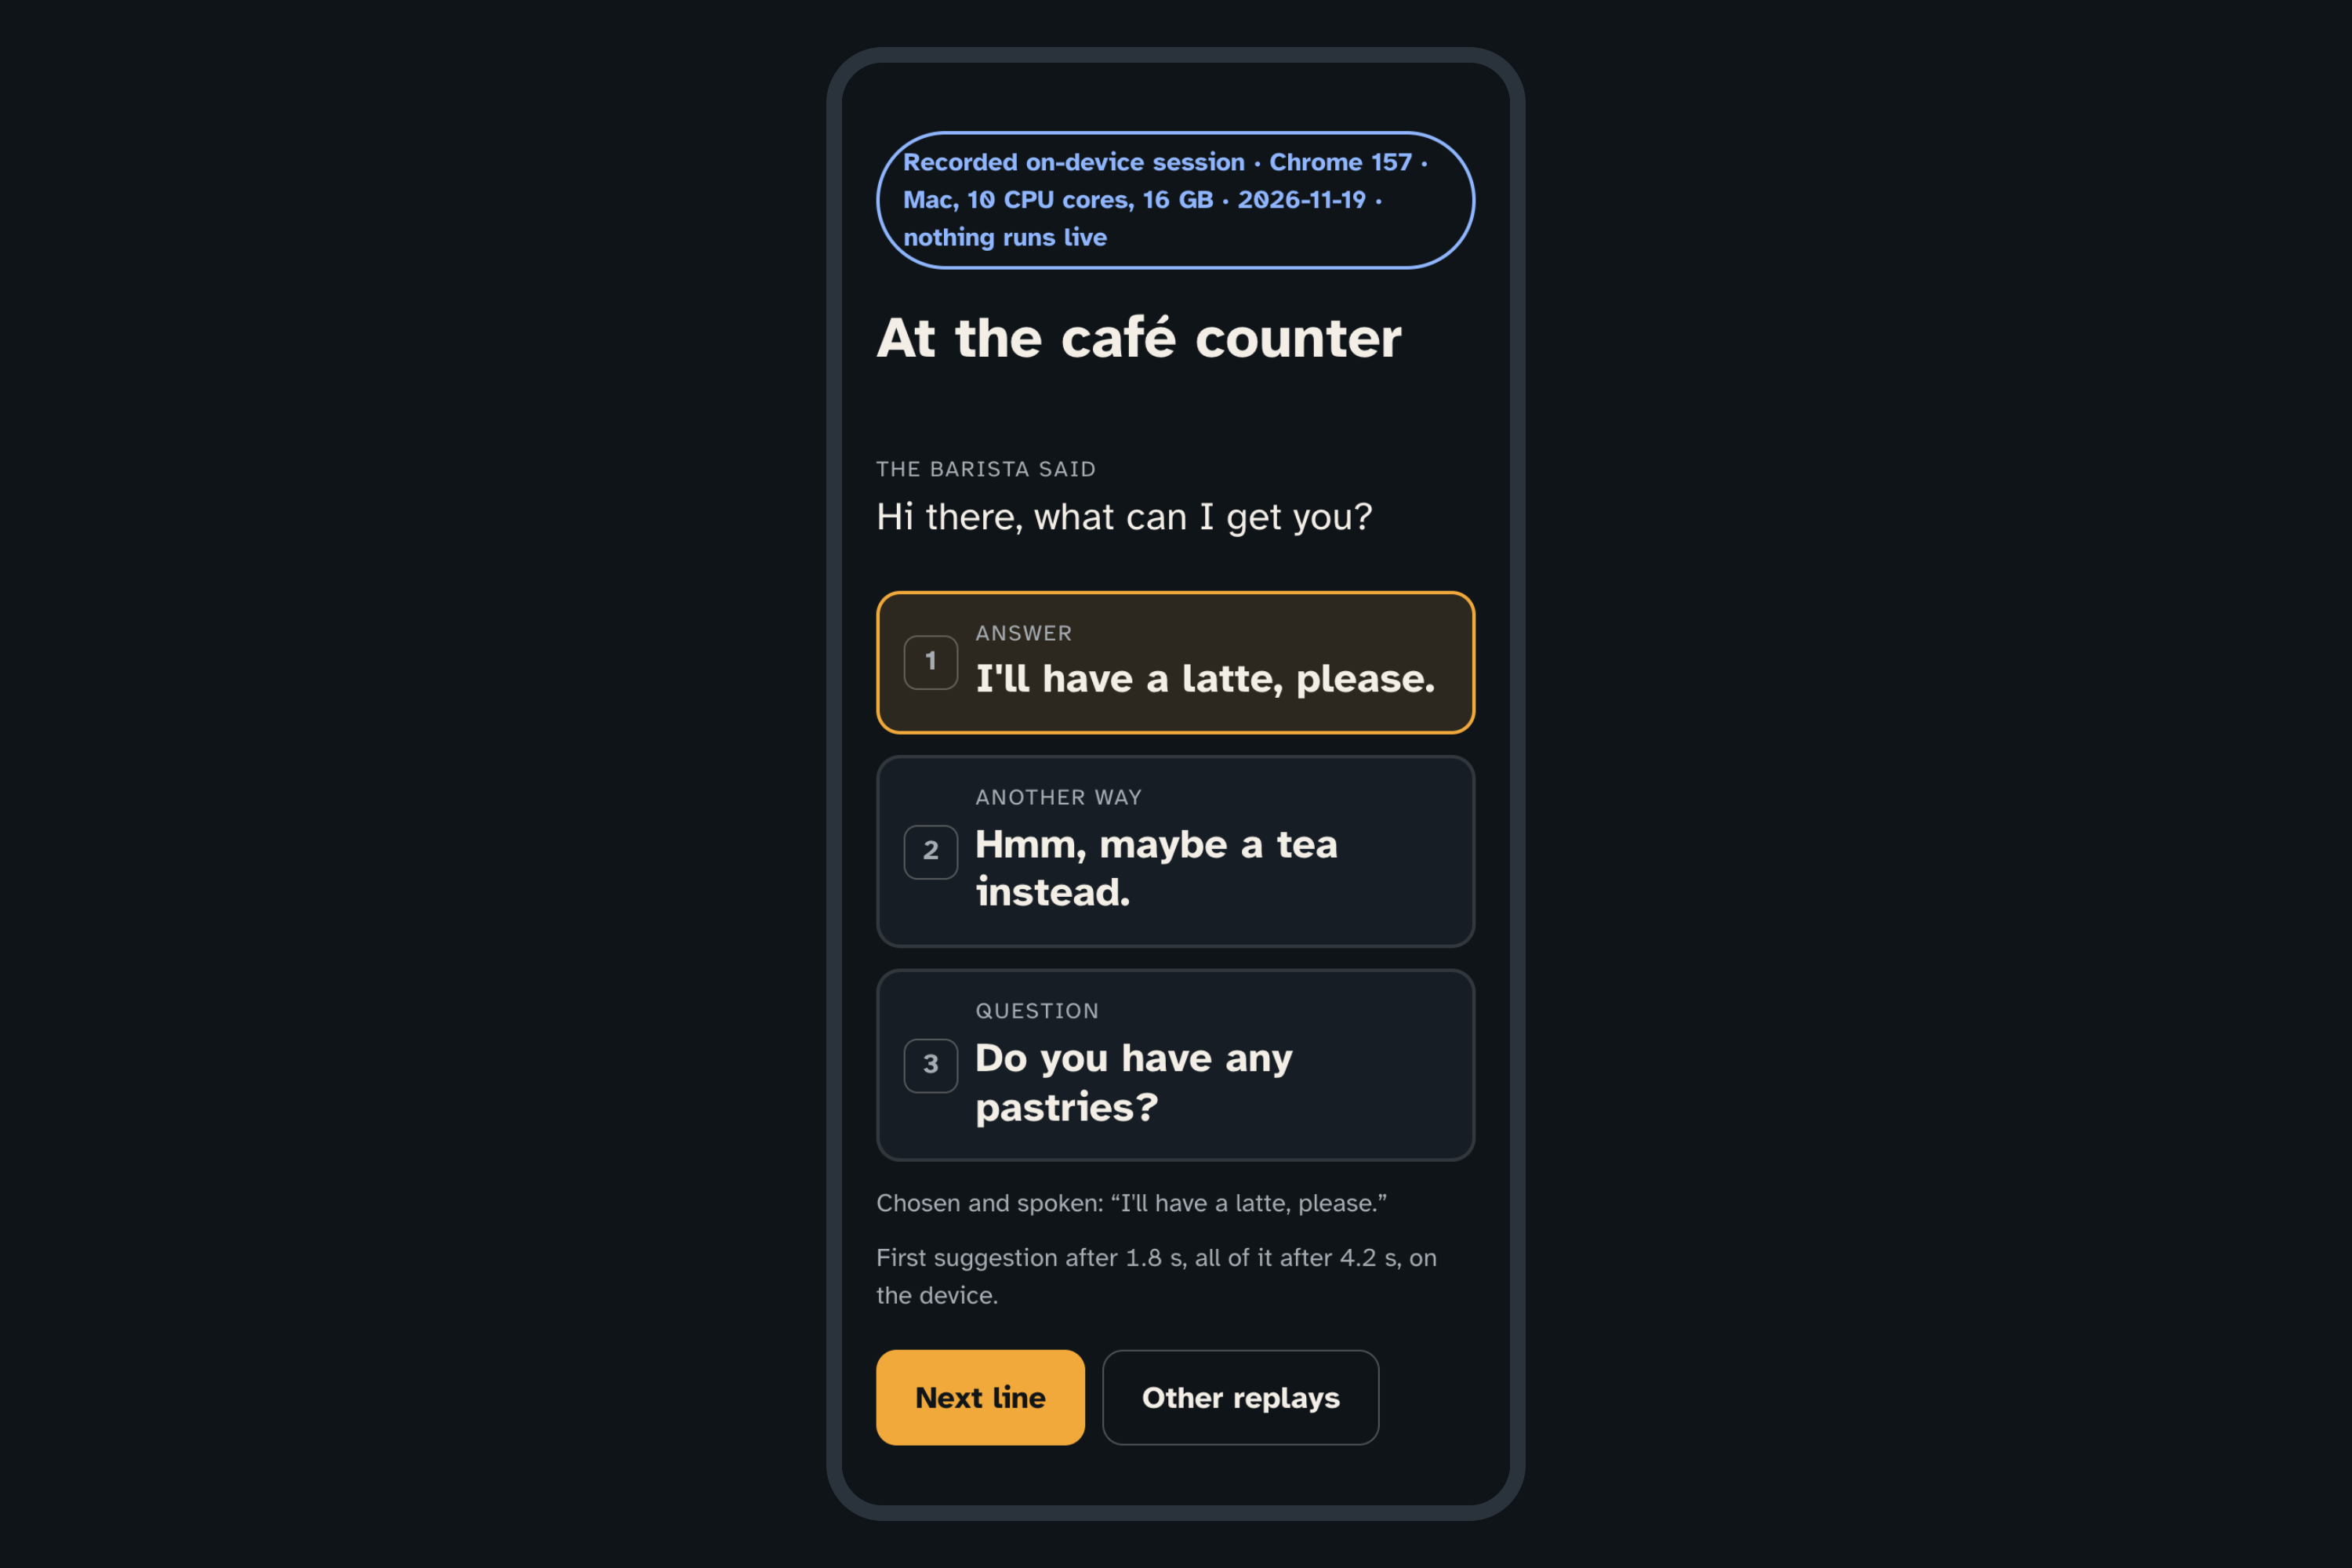 Recorded on-device session · Chrome 157 ·
Mac, 10 CPU cores, 16 GB · 2026-11-19 ·
nothing runs live
At the café counter
THE BARISTA SAID
Hi there, what can I get you?
ANSWER
1
I'll have a latte, please.
ANOTHER WAY
2
Hmm, maybe a tea
instead.
QUESTION
3
Do you have any
pastries?
Chosen and spoken: “I'll have a latte, please.”
First suggestion after 1.8 s, all of it after 4.2 s, on
the device.
Next line
Other replays